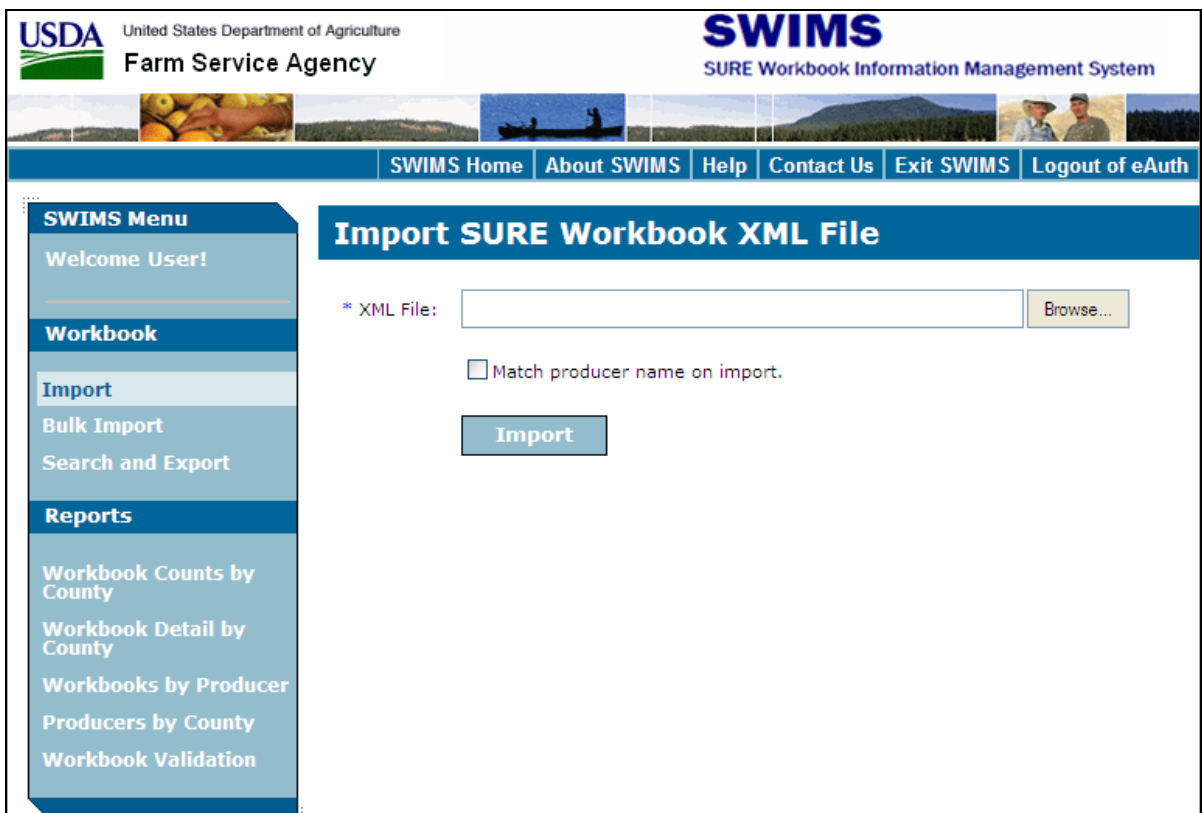 USDA
United States Department of Agriculture
Farm Service Agency
SWIMS
SURE Workbook Information Management System
SWIMS Home | About SWIMS | Help | Contact Us | Exit SWIMS | Logout of eAuth
SWIMS Menu
Welcome User!
Workbook
Import
Bulk Import
Search and Export
Reports
Workbook Counts by
County
Workbook Detail by
County
Workbooks by Producer
Producers by County
Workbook Validation
Import SURE Workbook XML File
* XML File:
Browse...
Match producer name on import.
Import